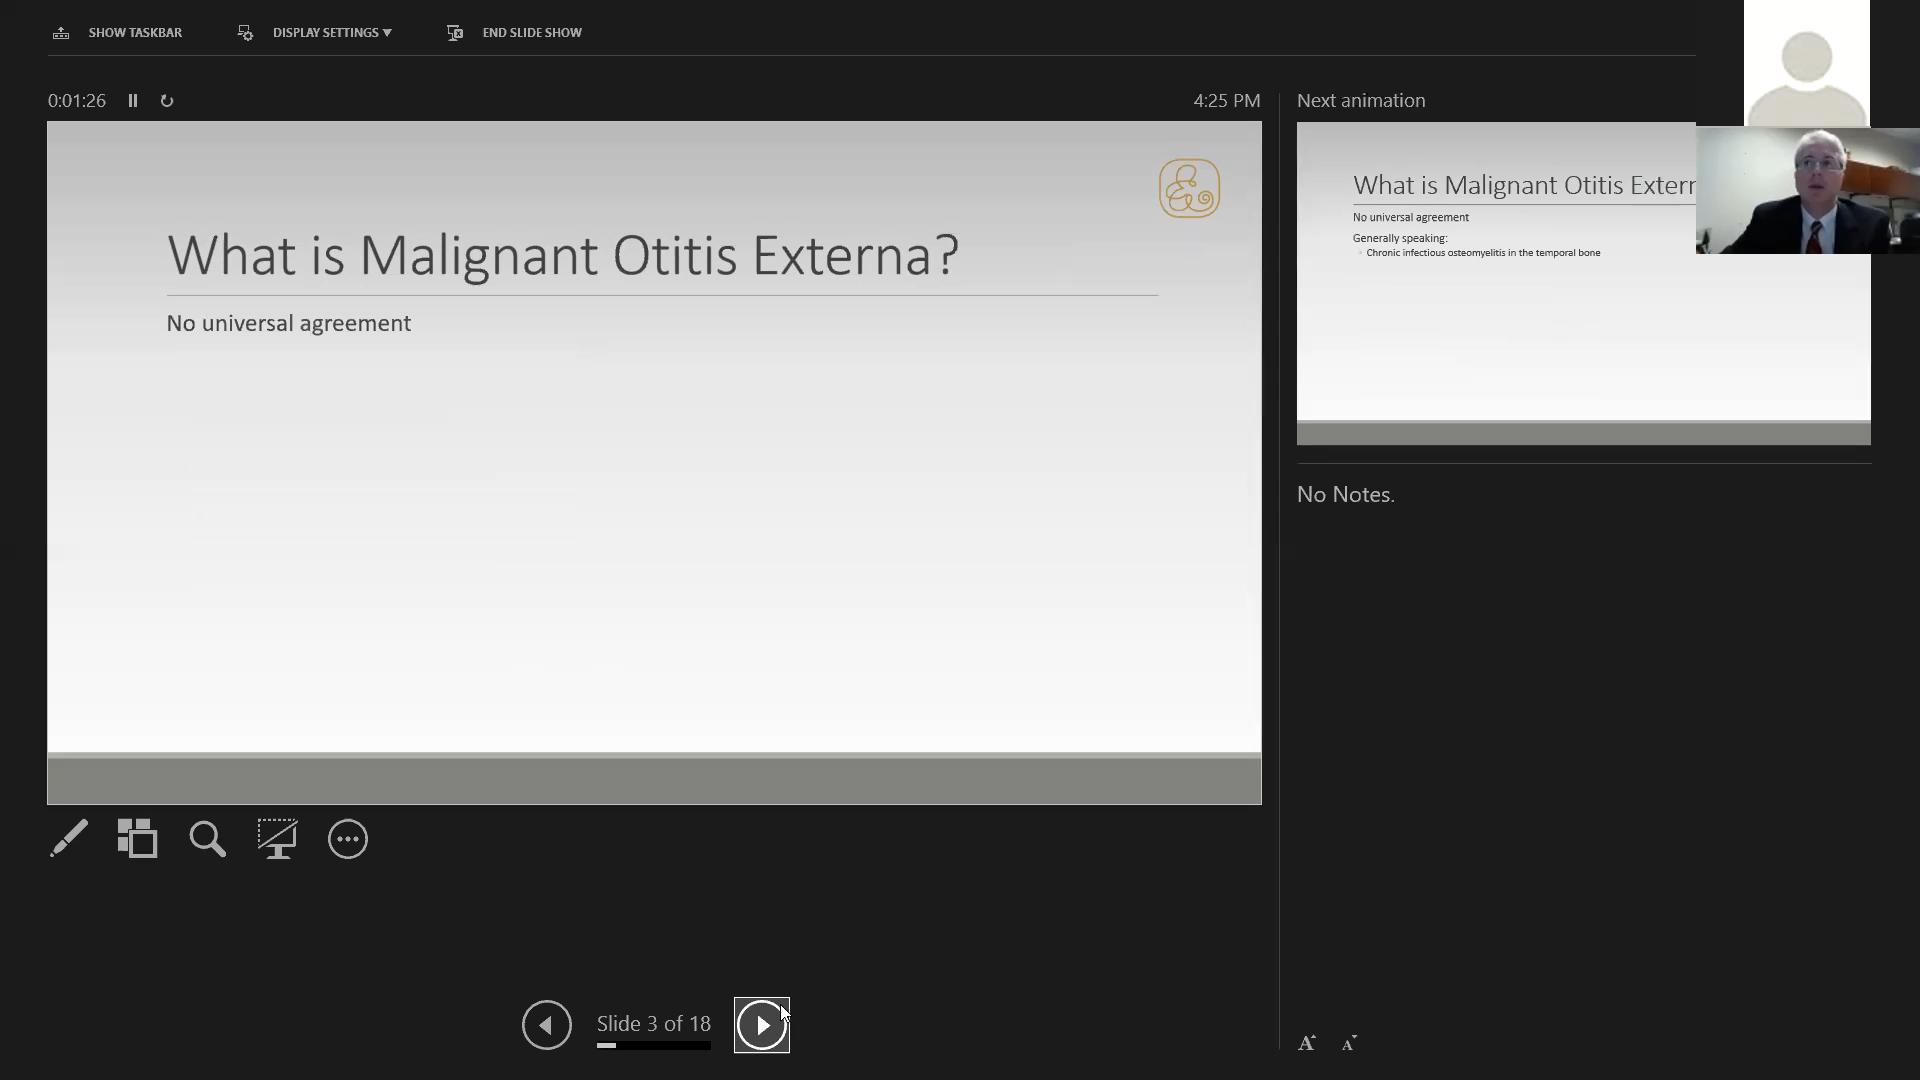 SHOW TASKBAR DISPLAY SETTINGS ▼ END SLIDE SHOW
0:01:26 4:25 PM
What is Malignant Otitis Externa?
No universal agreement
Slide 3 of 18
Next animation
What is Malignant Otitis Extern
No universal agreement
Generally speaking:
Chronic infectious osteomyelitis in the temporal bone
No Notes.
A A